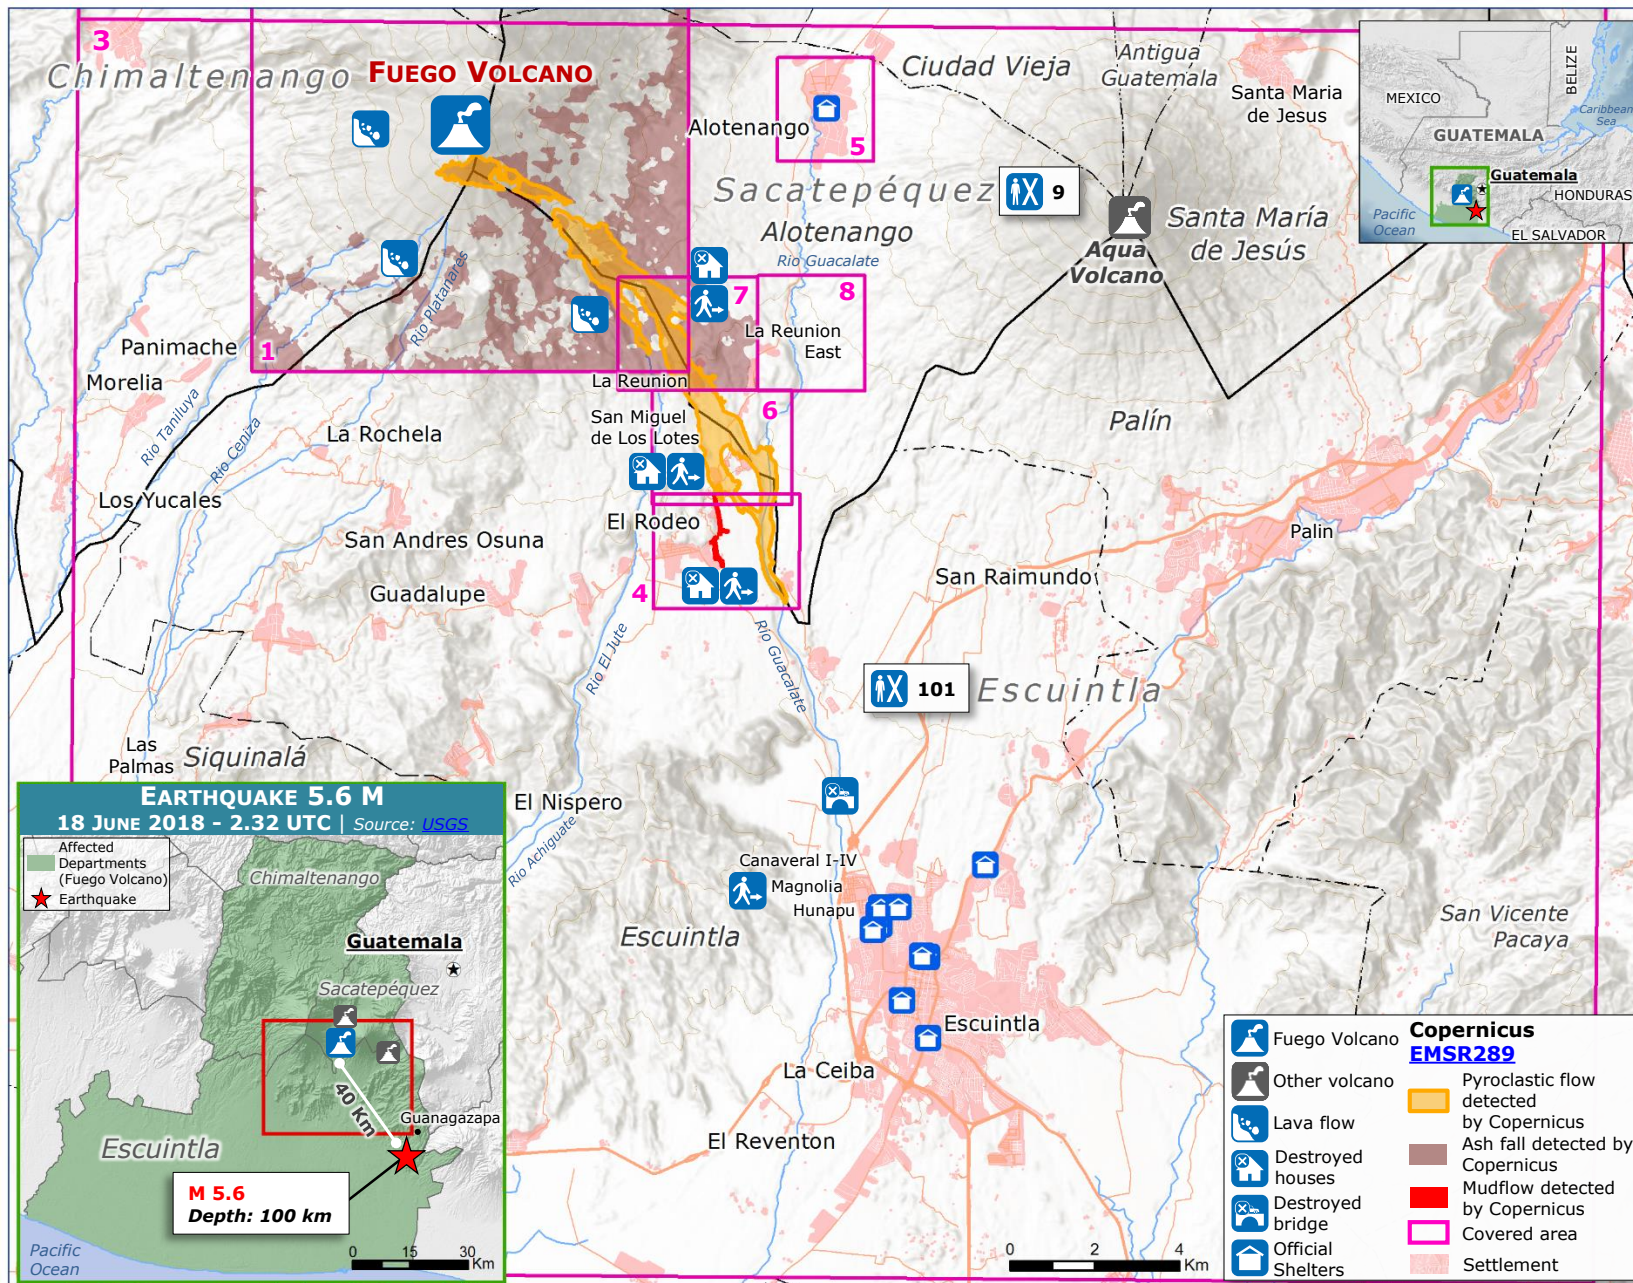 3
Chimaltenango
FUEGO VOLCANO
Ciudad Vieja
Antigua
Guatemala
Santa Maria
de Jesus
Alotenango
5
Sacatepéquez
9
Alotenango
Rio Guacalate
Aqua
Volcano
Santa María
de Jesús
MEXICO
BELIZE
Caribbean
Sea
GUATEMALA
Guatemala
HONDURAS
Pacific
Ocean
EL SALVADOR
Rio Platanares
7
8
La Reunion
East
1
Panimache
Morelia
La Reunion
6
San Miguel
de Los Lotes
Rio Taniluya
Rio Ceniza
La Rochela
Palín
Los Yucales
El Rodeo
San Andres Osuna
Guadalupe
4
Palin
San Raimundo
Rio El Jute
Río Guacalate
101
Escuintla
Las
Palmas
Siquinalá
El Nispero
Rio Achiguate
Canaveral I-IV
Magnolia
Hunapu
Escuintla
San Vicente
Pacaya
Escuintla
La Ceiba
El Reventon
EARTHQUAKE 5.6 M
18 JUNE 2018 - 2.32 UTC | Source: USGS
Affected
Departments
(Fuego Volcano)
Earthquake
Chimaltenango
Guatemala
Sacatepéquez
40 Km
Guanagazapa
Escuintla
M 5.6
Depth: 100 km
Pacific
Ocean
0 15 30
Km
0 2 4
Km
Fuego Volcano
Other volcano
Lava flow
Destroyed
houses
Destroyed
bridge
Official
Shelters
Copernicus
EMSR289
Pyroclastic flow
detected
by Copernicus
Ash fall detected by
Copernicus
Mudflow detected
by Copernicus
Covered area
Settlement